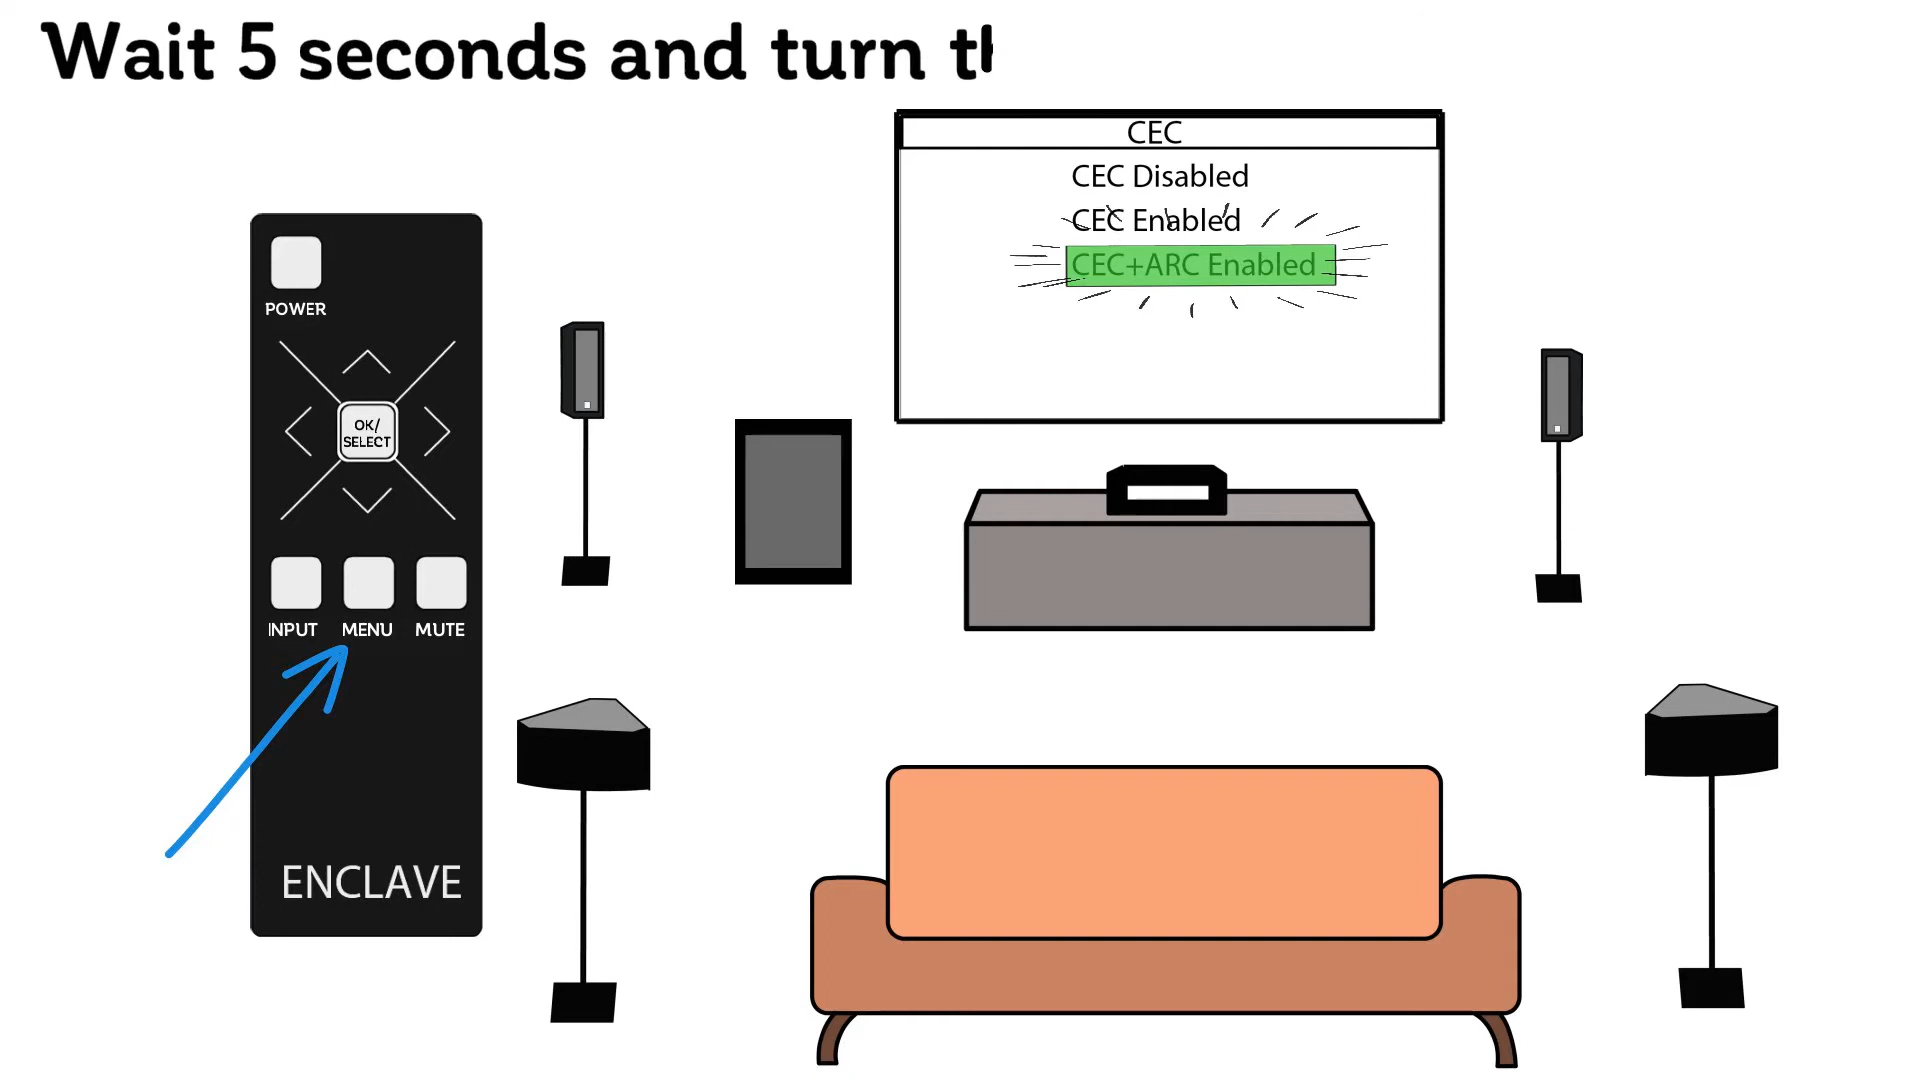 Wait 5 seconds and turn
CEC
CEC Disabled
CEC Enabled
CEC+ARC Enabled
POWER
OK/
SELECT
INPUT MENU MUTE
ENCLAVE